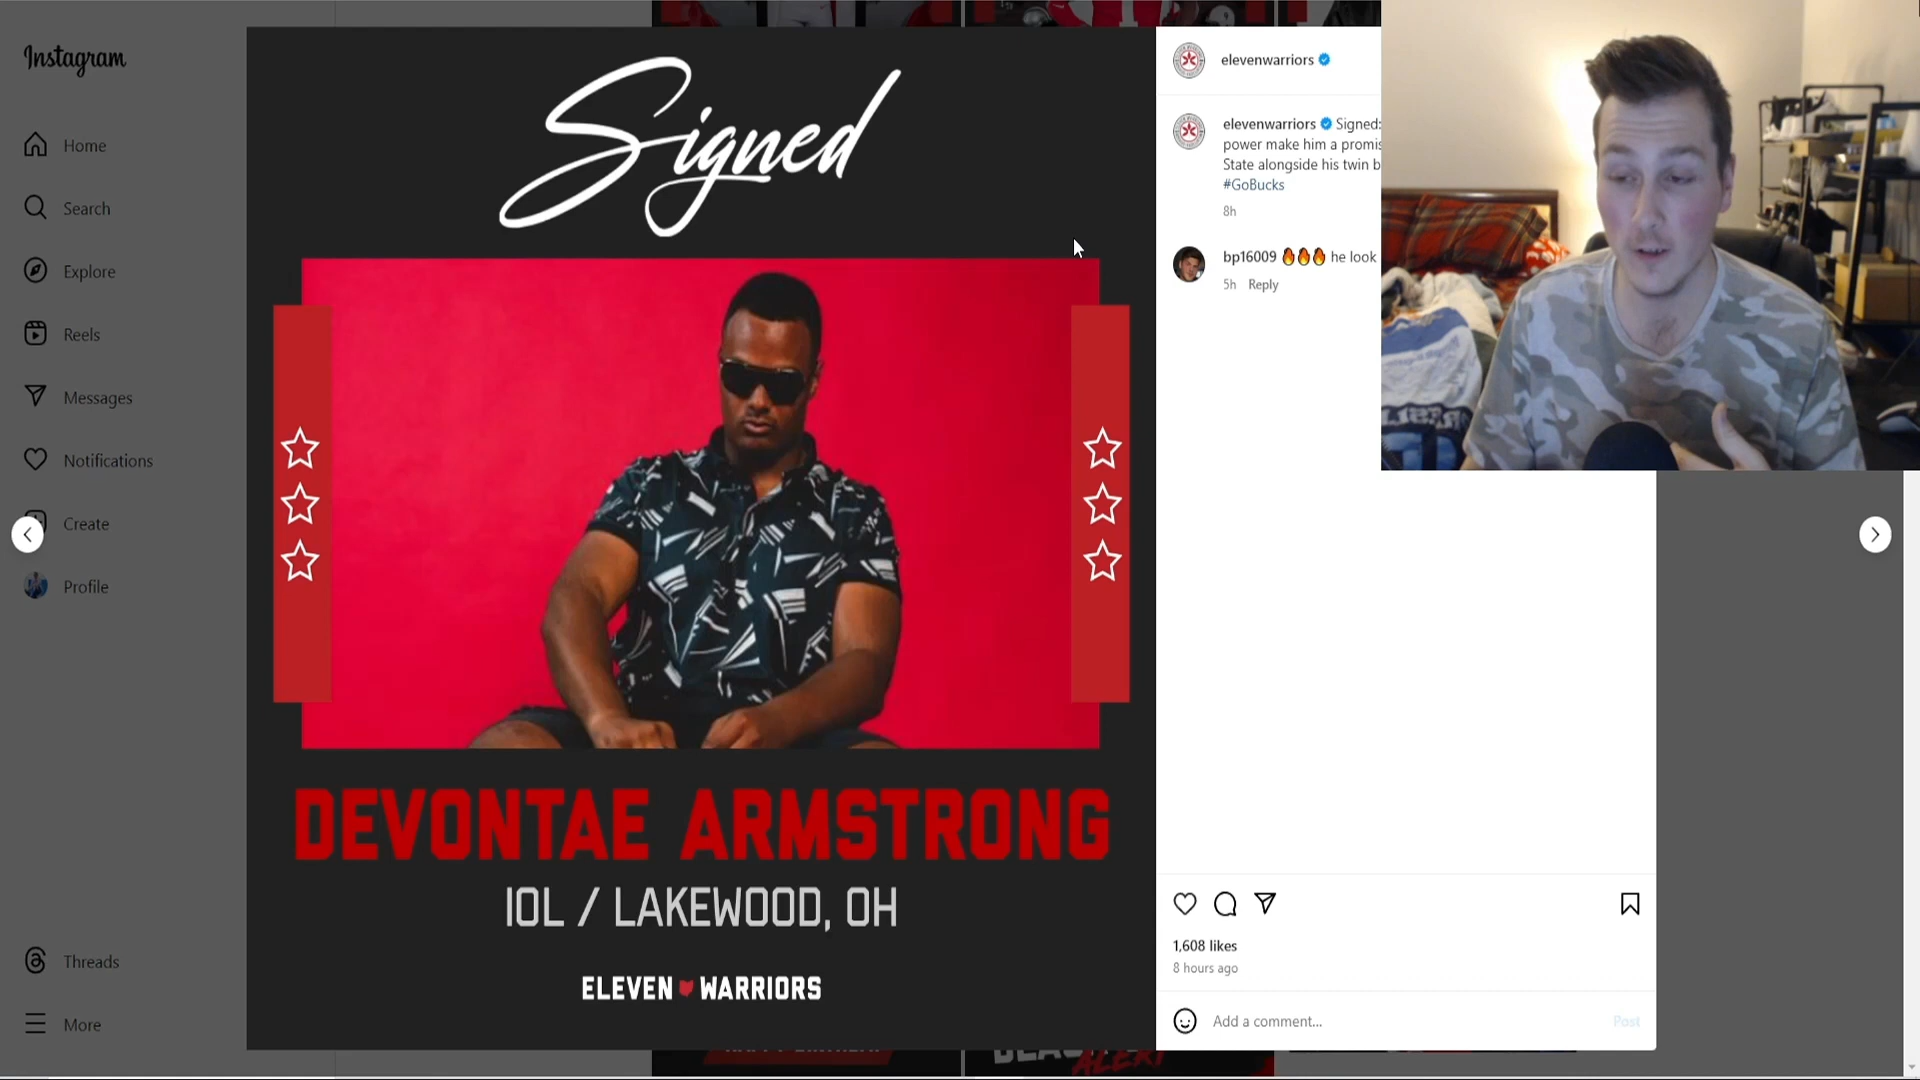 Instagram
Home
Search
Explore
Reels
Messages
Notifications
Create
Profile
Threads
More
Signed
DEVONTAE ARMSTRONG
IOL / LAKEWOOD, OH
ELEVEN WARRIORS
elevenwarriors
elevenwarriors Signed:
power make him a promis
State alongside his twin b
#GoBucks
8h
bp16009 🔥🔥🔥 he look
5h Reply
1,608 likes
8 hours ago
Add a comment...
Post
ALERT